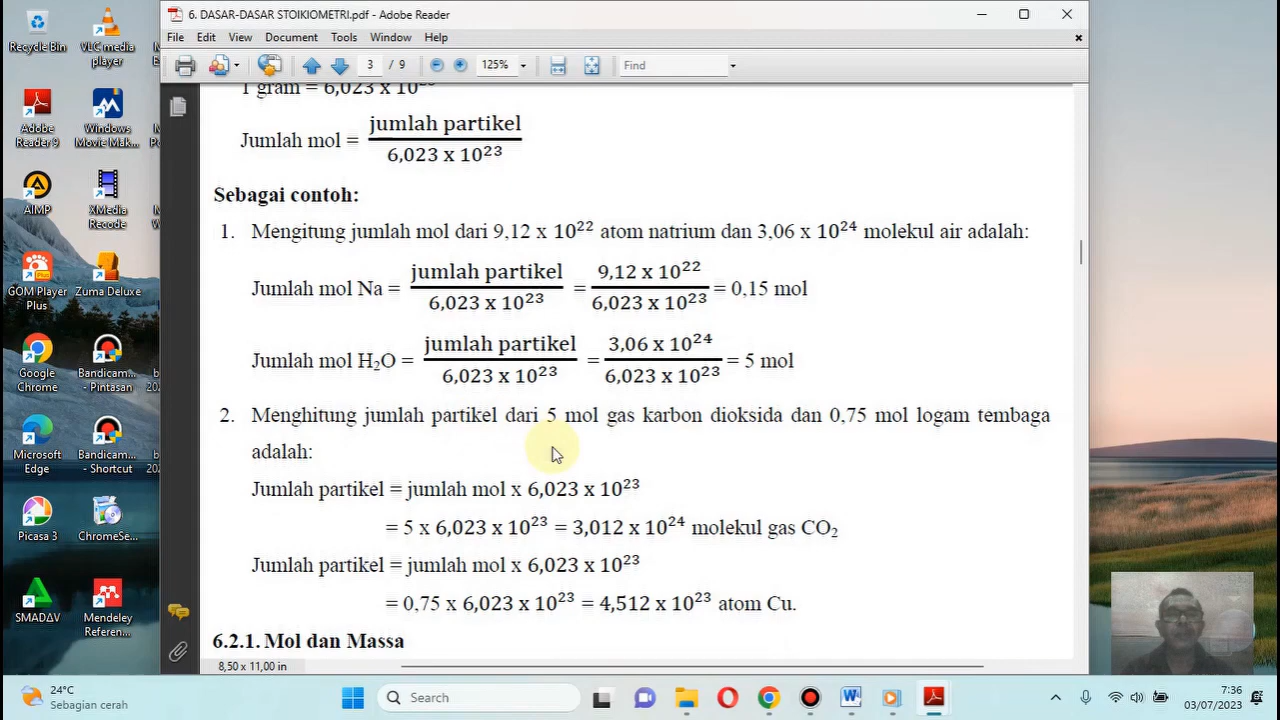 Recycle Bin
VLC media player
Adobe Reader 9
Windows Movie Mak...
AIMP
XMedia Recode
GOM Player Plus
Zuma Deluxe
Google Chrome
Bandicam... - Pintasan
Microsoft Edge
Bandicam... - Shortcut
Picasa 3
ChromeSe...
SMADΔV
Mendeley Referen...
6. DASAR-DASAR STOIKIOMETRI.pdf - Adobe Reader
File Edit View Document Tools Window Help
3 / 9 125% Find
1 gram = 6,023 x 10²³
Jumlah mol = jumlah partikel / 6,023 x 10²³
Sebagai contoh:
1. Mengitung jumlah mol dari 9,12 x 10²² atom natrium dan 3,06 x 10²⁴ molekul air adalah:
Jumlah mol Na = jumlah partikel / 6,023 x 10²³ = 9,12 x 10²² / 6,023 x 10²³ = 0,15 mol
Jumlah mol H₂O = jumlah partikel / 6,023 x 10²³ = 3,06 x 10²⁴ / 6,023 x 10²³ = 5 mol
2. Menghitung jumlah partikel dari 5 mol gas karbon dioksida dan 0,75 mol logam tembaga
adalah:
Jumlah partikel = jumlah mol x 6,023 x 10²³
= 5 x 6,023 x 10²³ = 3,012 x 10²⁴ molekul gas CO₂
Jumlah partikel = jumlah mol x 6,023 x 10²³
= 0,75 x 6,023 x 10²³ = 4,512 x 10²³ atom Cu.
6.2.1. Mol dan Massa
8,50 x 11,00 in
24°C
Sebagian cerah
Search
7:36
03/07/2023